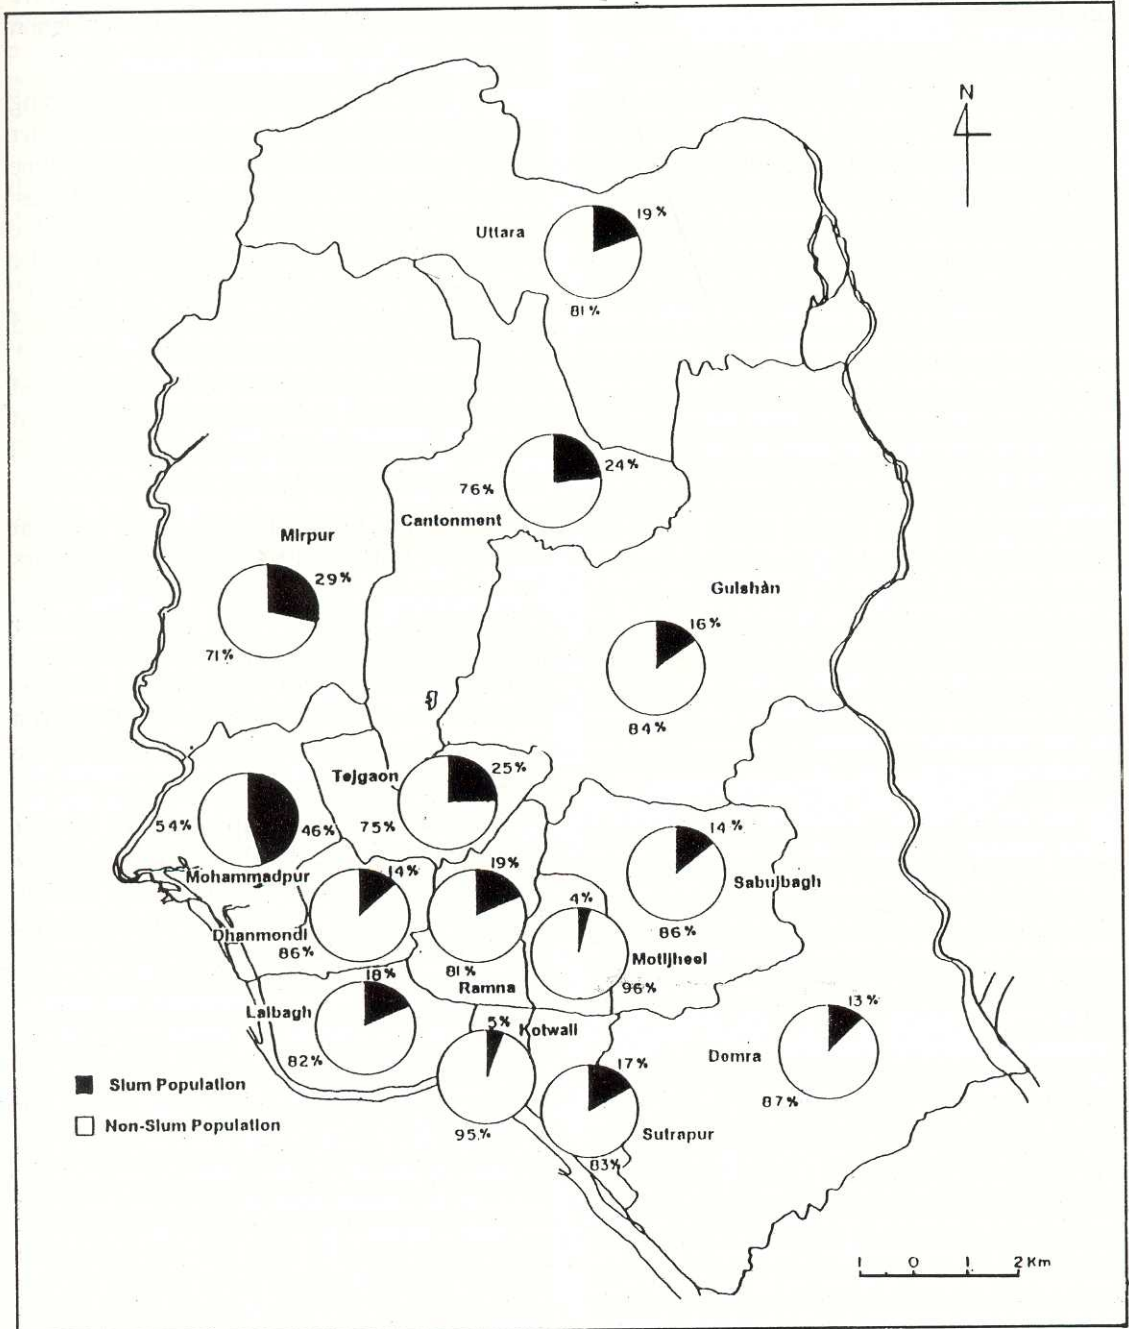 N
Uttara
19%
81%
24%
76%
Cantonment
Mirpur
29%
71%
Gulshàn
16%
84%
Tejgaon
25%
75%
54%
46%
Mohammadpur
14%
Dhanmondi
86%
19%
81%
Ramna
14%
Sabujbagh
86%
4%
Motijheel
96%
18%
Lalbagh
82%
5%
Kotwali
95%
17%
Sutrapur
83%
13%
Demra
87%
Slum Population
Non-Slum Population
1 0 1 2 Km